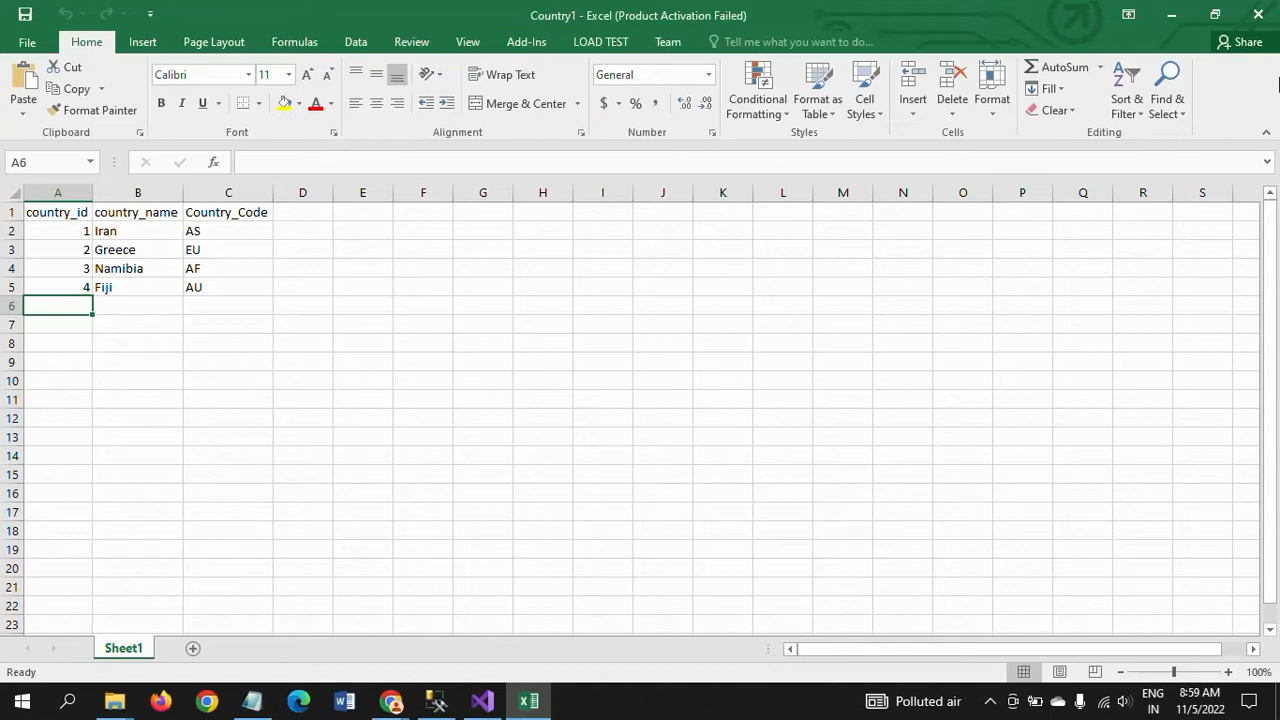 Country1 - Excel (Product Activation Failed)
File Home Insert Page Layout Formulas Data Review View Add-Ins LOAD TEST Team Tell me what you want to do... Share
Paste
Cut
Copy
Format Painter
Clipboard
Calibri 11
B I U
Font
Wrap Text
Merge & Center
Alignment
General
$ % ,
Number
Conditional Formatting
Format as Table
Cell Styles
Styles
Insert Delete Format
Cells
AutoSum
Fill
Clear
Sort & Filter
Find & Select
Editing
A6 fx
A B C D E F G H I J K L M N O P Q R S
1 country_id country_name Country_Code
2 1 Iran AS
3 2 Greece EU
4 3 Namibia AF
5 4 Fiji AU
6
7
8
9
10
11
12
13
14
15
16
17
18
19
20
21
22
23
Sheet1
Ready 100%
Polluted air ENG 8:59 AM
IN 11/5/2022